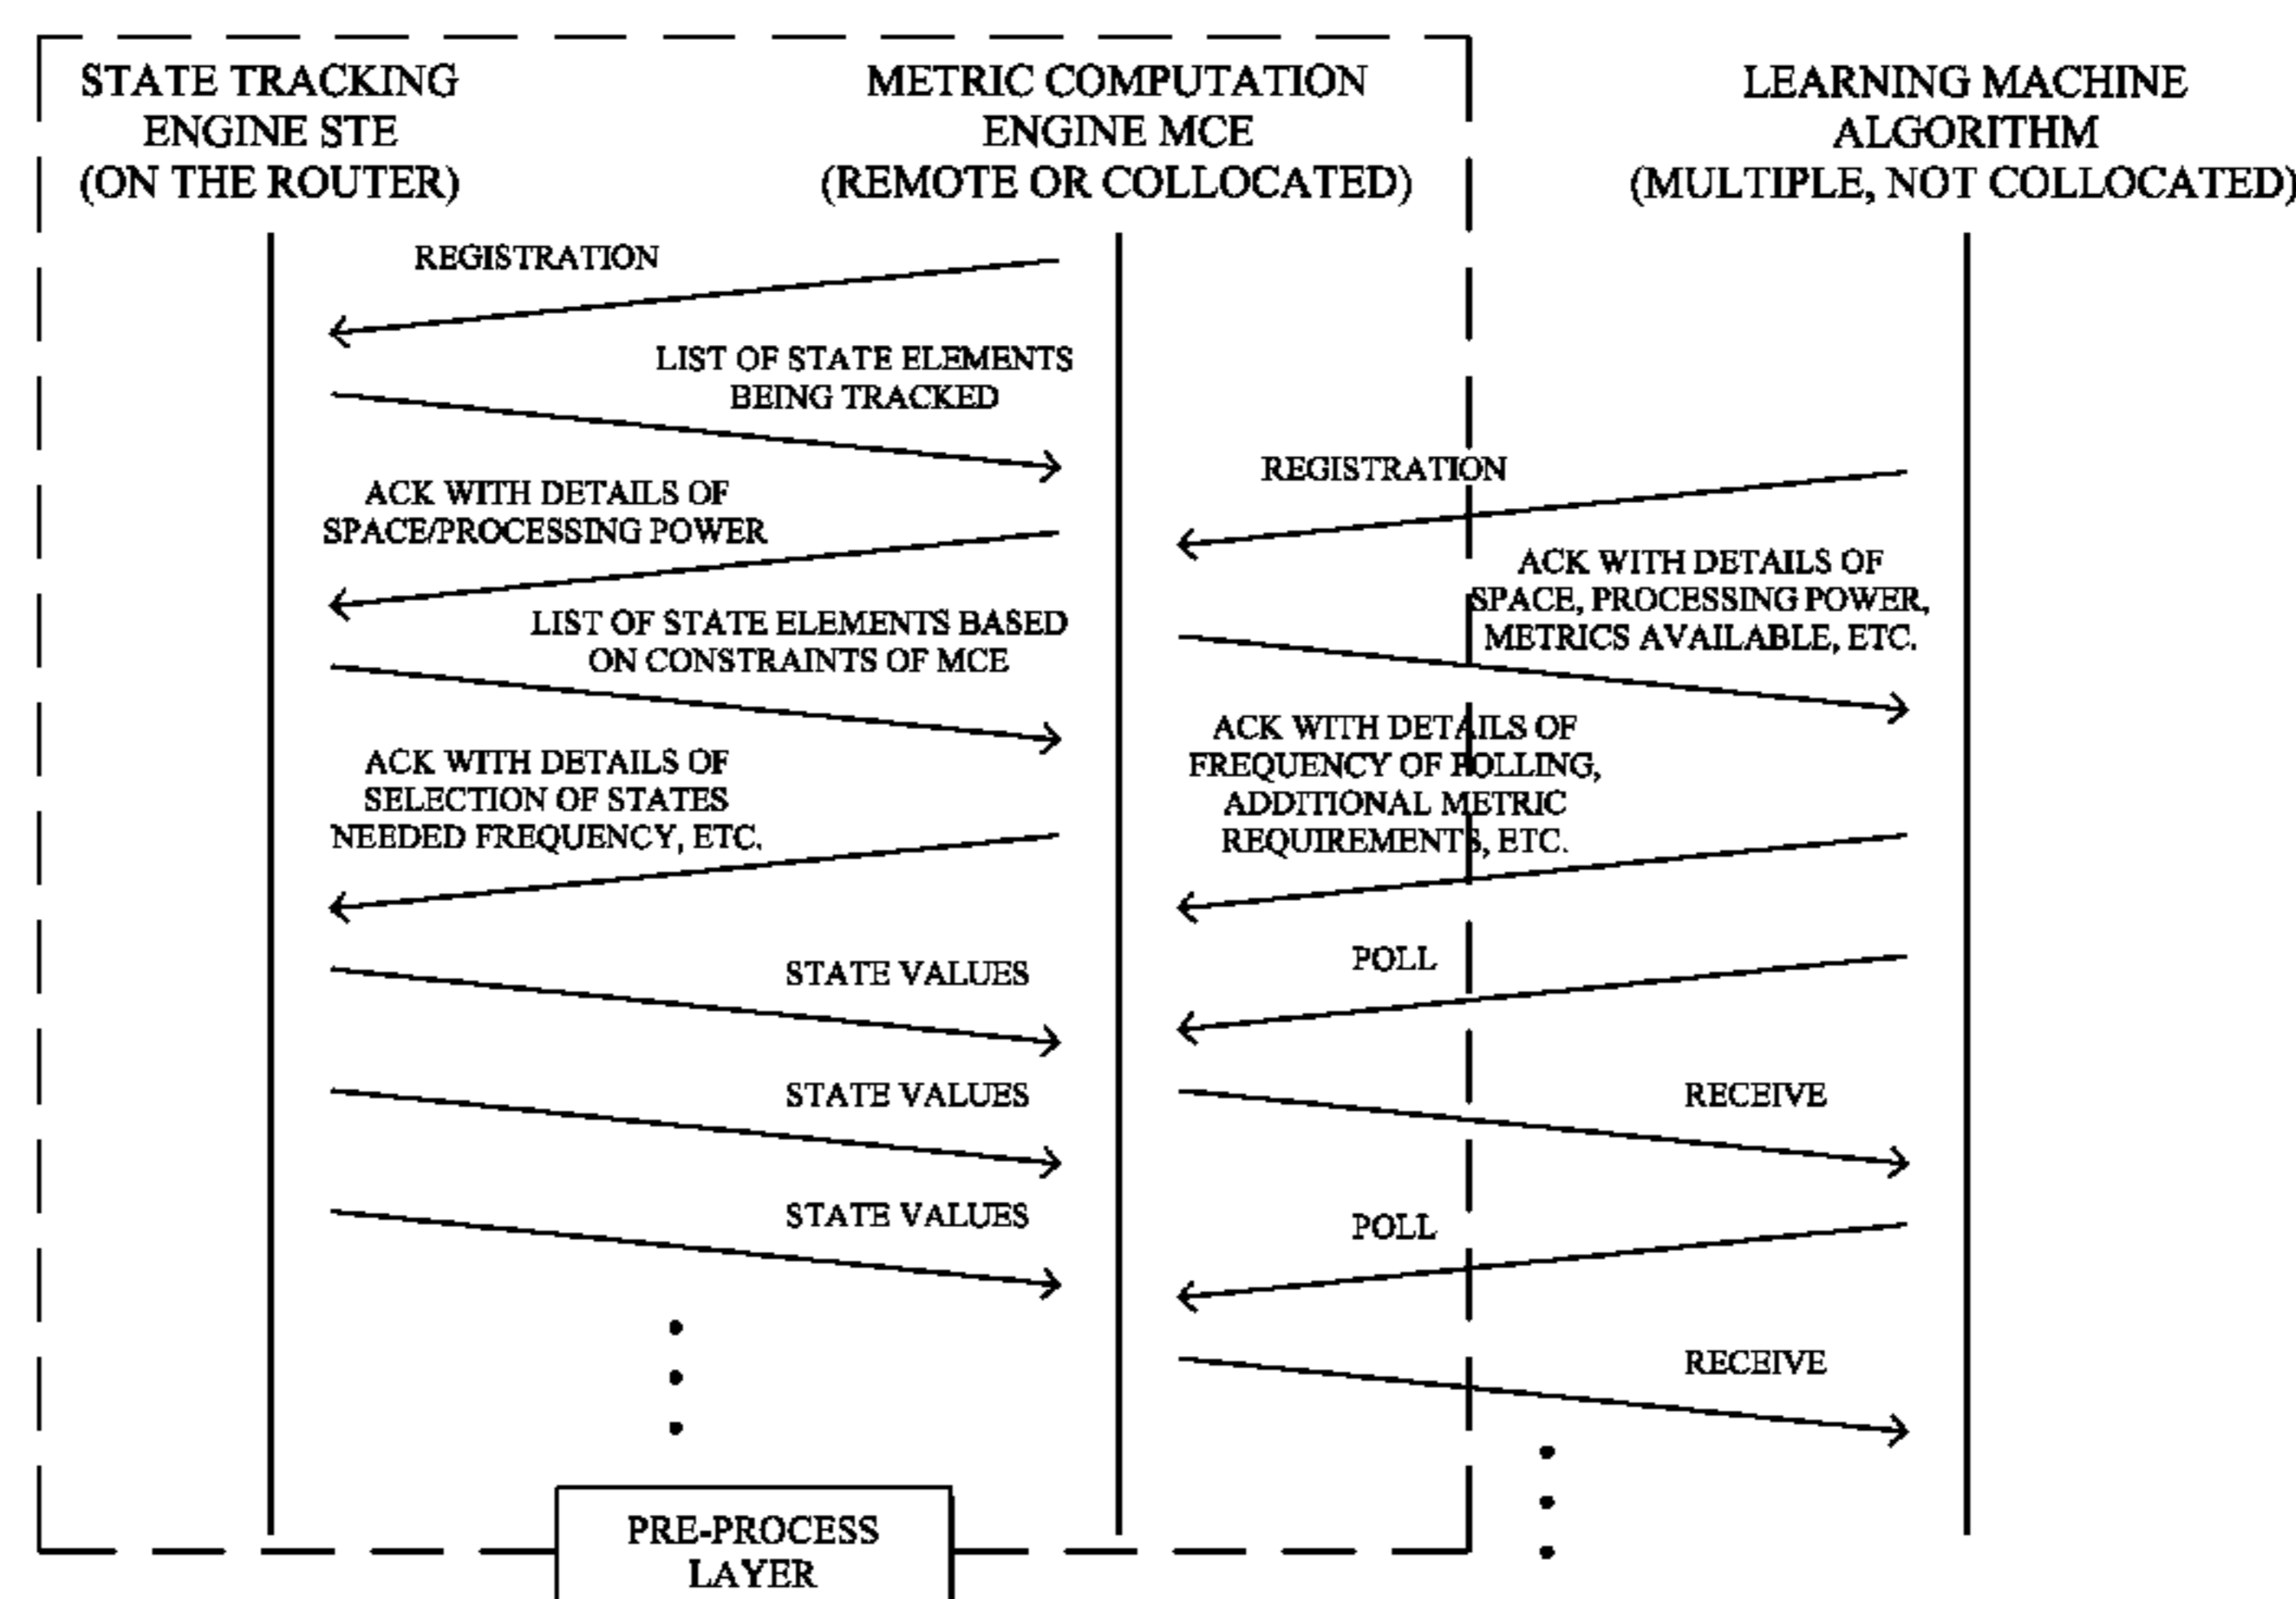 STATE TRACKING
ENGINE STE
(ON THE ROUTER)
METRIC COMPUTATION
ENGINE MCE
(REMOTE OR COLLOCATED)
LEARNING MACHINE
ALGORITHM
(MULTIPLE, NOT COLLOCATED)
REGISTRATION
LIST OF STATE ELEMENTS
BEING TRACKED
REGISTRATION
ACK WITH DETAILS OF
SPACE/PROCESSING POWER
ACK WITH DETAILS OF
SPACE, PROCESSING POWER,
METRICS AVAILABLE, ETC.
LIST OF STATE ELEMENTS BASED
ON CONSTRAINTS OF MCE
ACK WITH DETAILS OF
FREQUENCY OF POLLING,
ADDITIONAL METRIC
REQUIREMENTS, ETC.
ACK WITH DETAILS OF
SELECTION OF STATES
NEEDED FREQUENCY, ETC.
STATE VALUES
POLL
STATE VALUES
RECEIVE
STATE VALUES
POLL
RECEIVE
PRE-PROCESS
LAYER